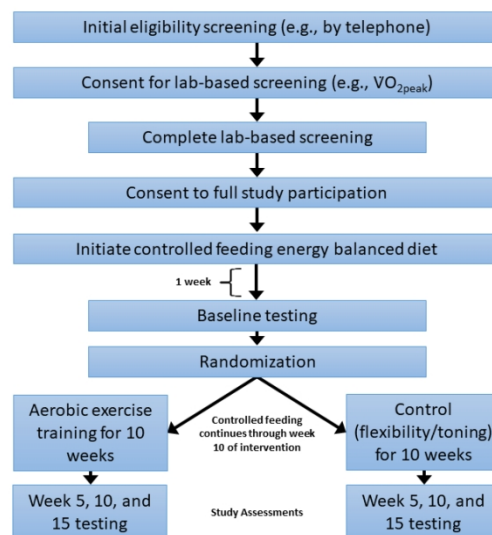 Initial eligibility screening (e.g., by telephone)
Consent for lab-based screening (e.g., V̇O₂peak)
Complete lab-based screening
Consent to full study participation
Initiate controlled feeding energy balanced diet
1 week
Baseline testing
Randomization
Aerobic exercise
training for 10
weeks
Controlled feeding
continues through week
10 of intervention
Control
(flexibility/toning)
for 10 weeks
Week 5, 10, and
15 testing
Study Assessments
Week 5, 10, and
15 testing